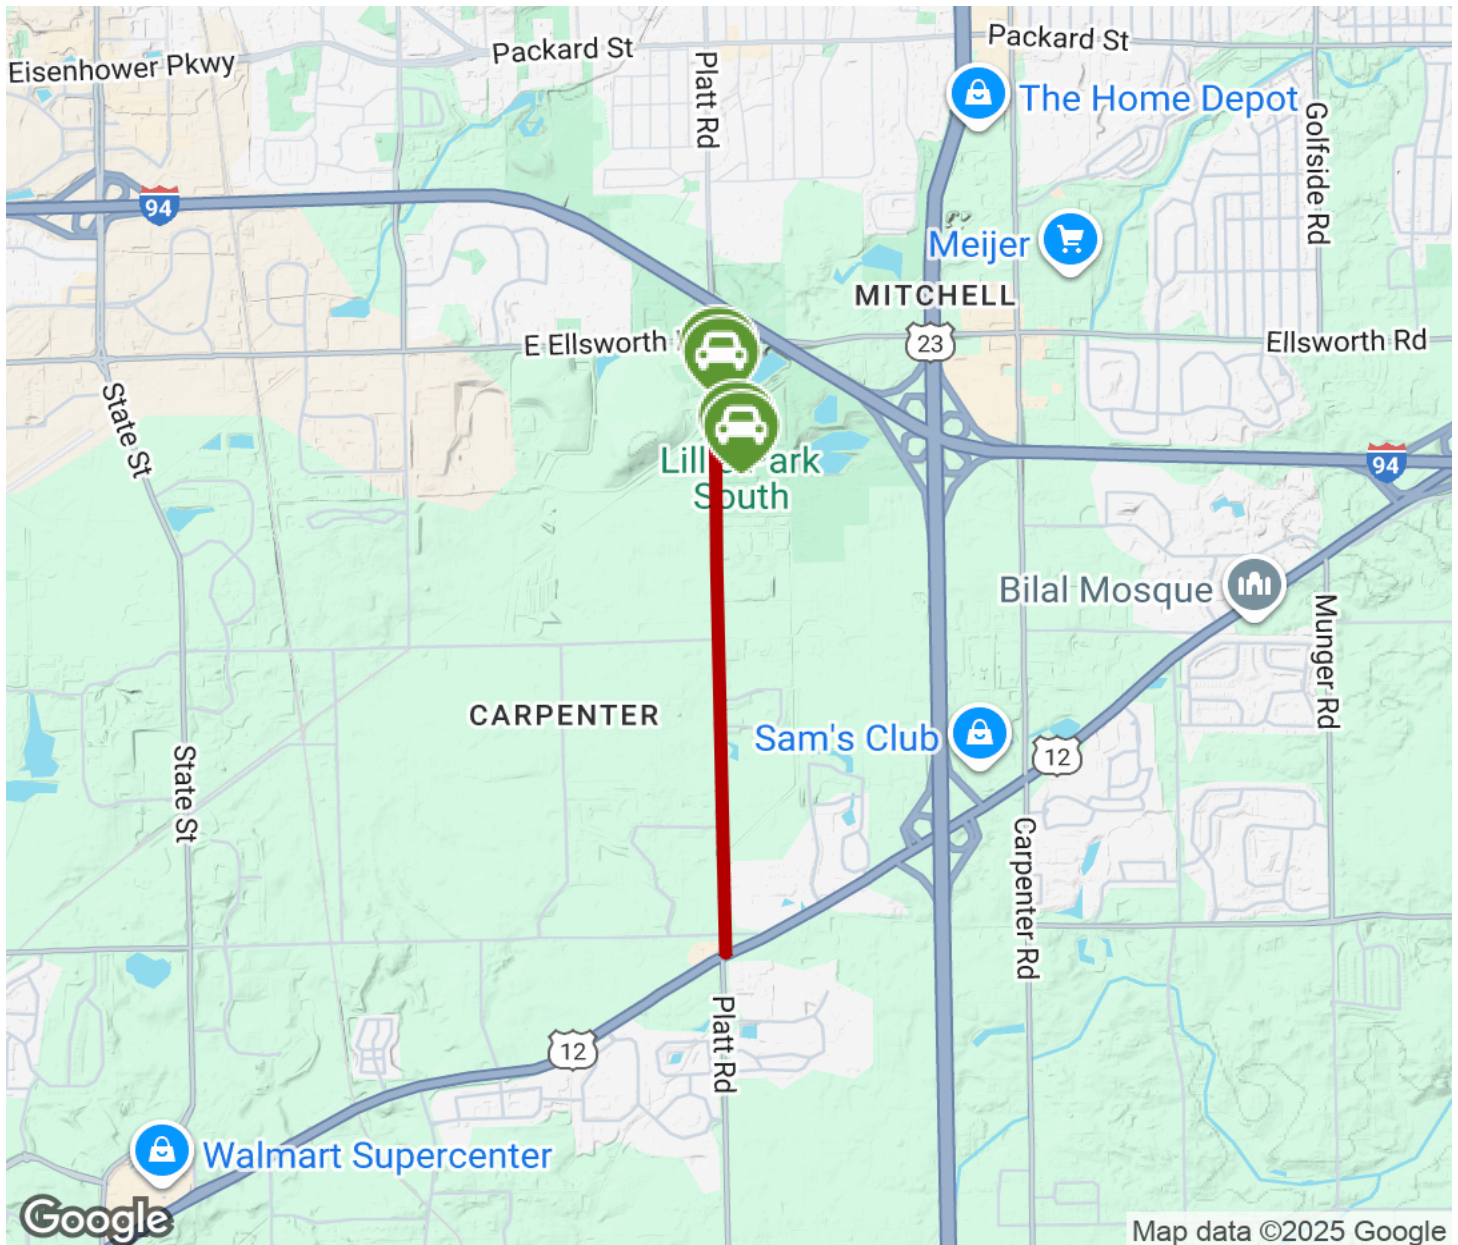 Packard St
Packard St
Eisenhower Pkwy
Platt Rd
The Home Depot
Golfside Rd
94
Meijer
MITCHELL
E Ellsworth
23
Ellsworth Rd
State St
South
94
Bilal Mosque
Munger Rd
CARPENTER
Sam's Club
12
State St
Carpenter Rd
Platt Rd
12
Walmart Supercenter
Google
Map data ©2025 Google